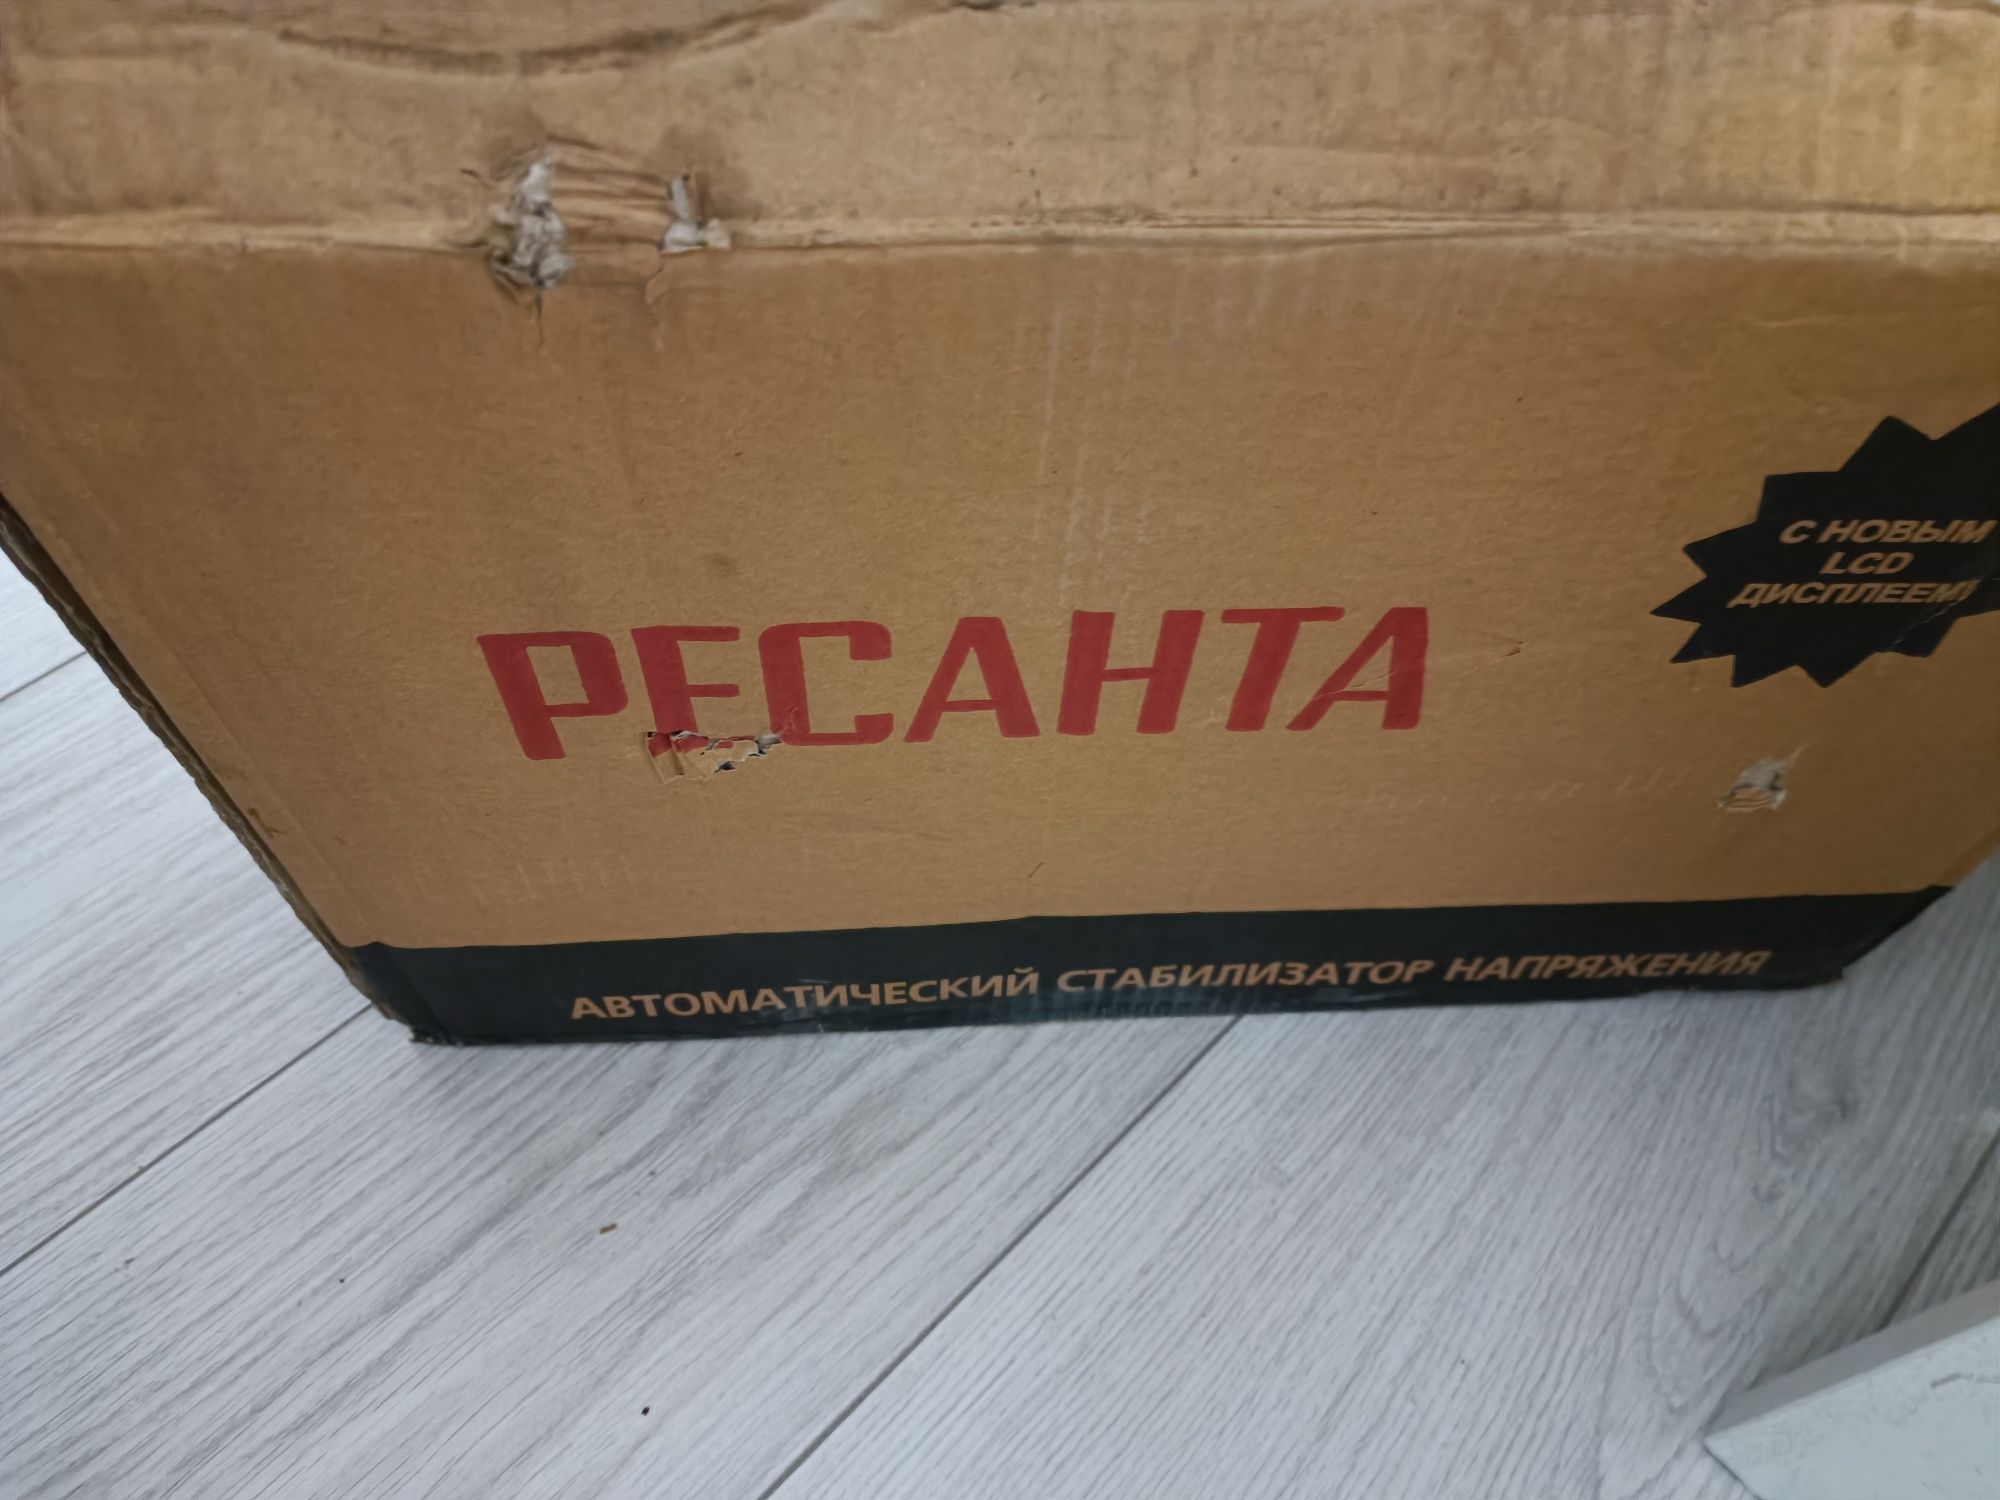 С НОВЫМ
LCD
ДИСПЛЕЕМ!
РЕСАНТА
АВТОМАТИЧЕСКИЙ СТАБИЛИЗАТОР НАПРЯЖЕНИЯ